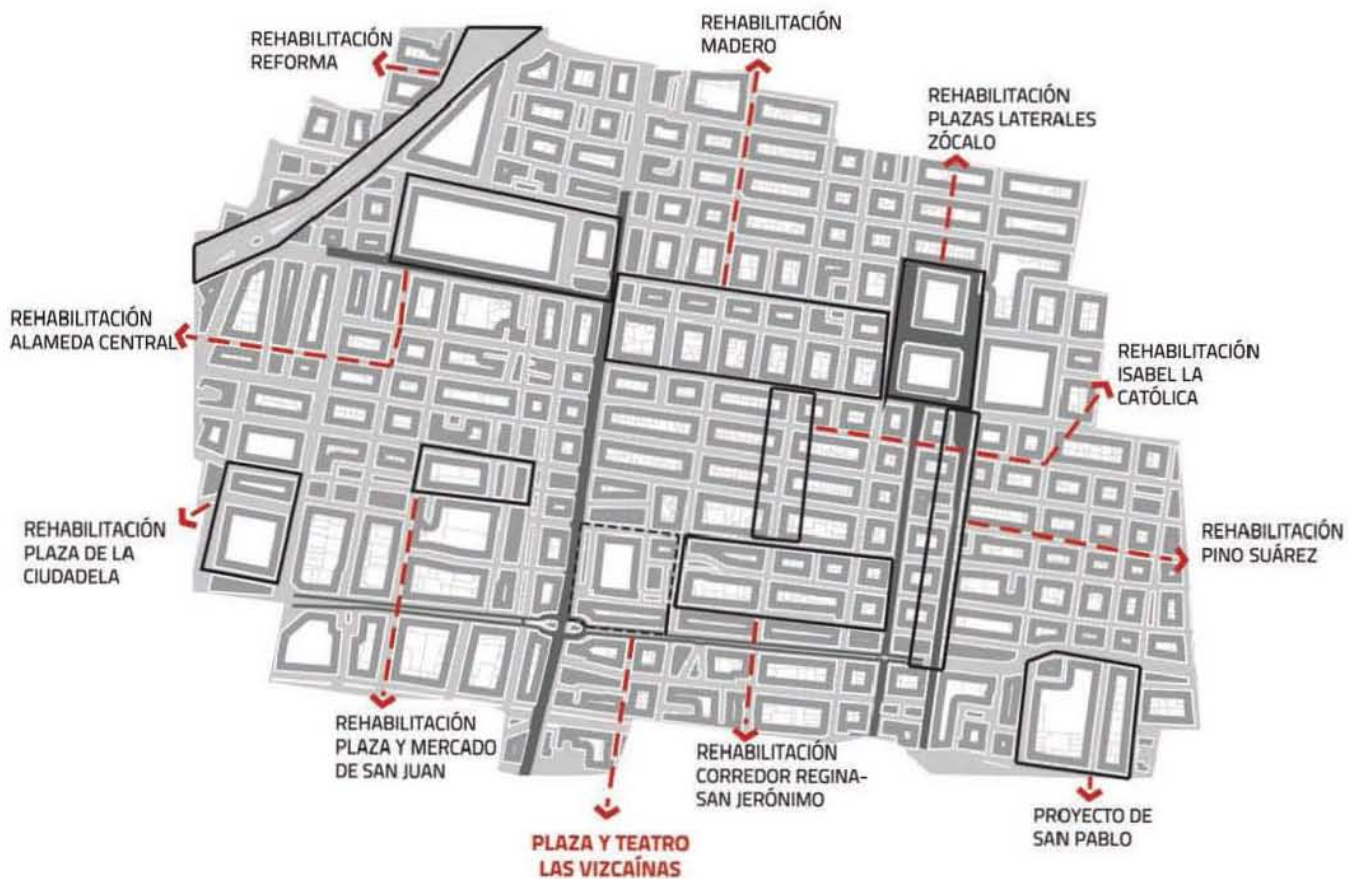 REHABILITACIÓN
REFORMA
REHABILITACIÓN
MADERO
REHABILITACIÓN
PLAZAS LATERALES
ZÓCALO
REHABILITACIÓN
ALAMEDA CENTRAL
REHABILITACIÓN
ISABEL LA
CATÓLICA
REHABILITACIÓN
PLAZA DE LA
CIUDADELA
REHABILITACIÓN
PINO SUÁREZ
REHABILITACIÓN
PLAZA Y MERCADO
DE SAN JUAN
REHABILITACIÓN
CORREDOR REGINA-
SAN JERÓNIMO
PROYECTO DE
SAN PABLO
PLAZA Y TEATRO
LAS VIZCAÍNAS